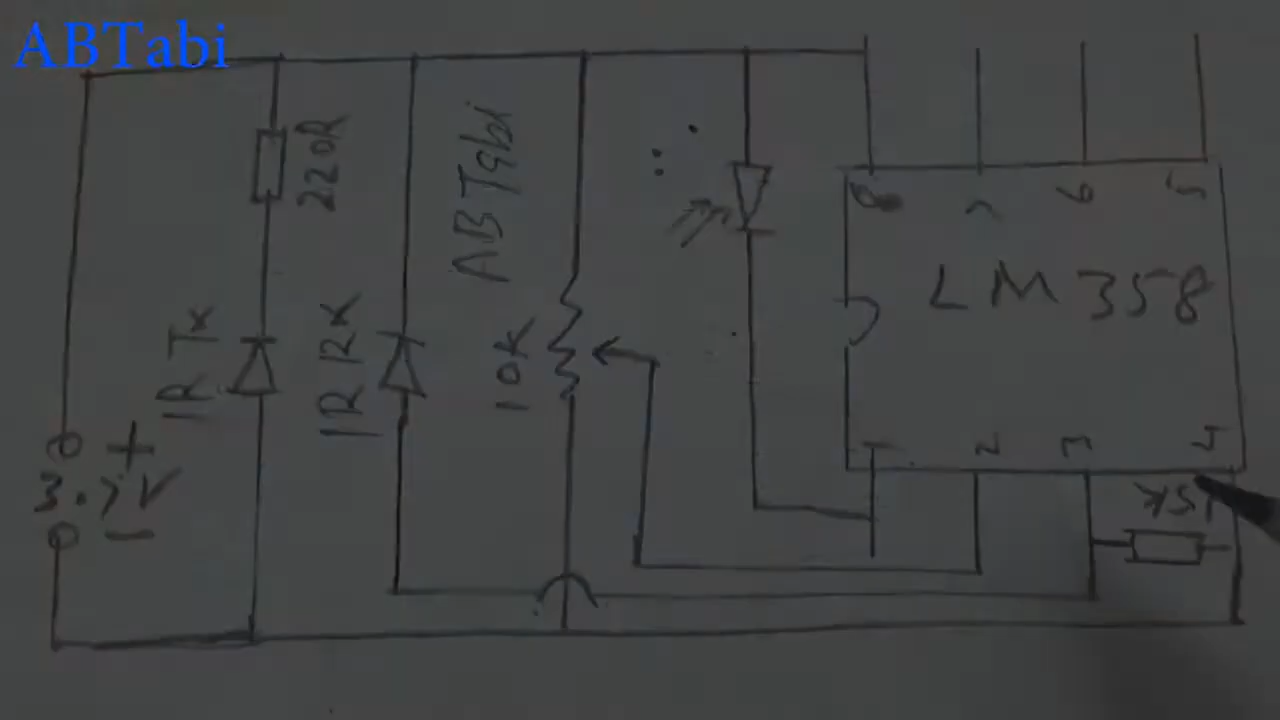 ABTabi
220R
ABTabi
IR Tx
IR Rx
10K
3.7V
+
-
8 7 6 5
LM358
1 2 3 4
15K